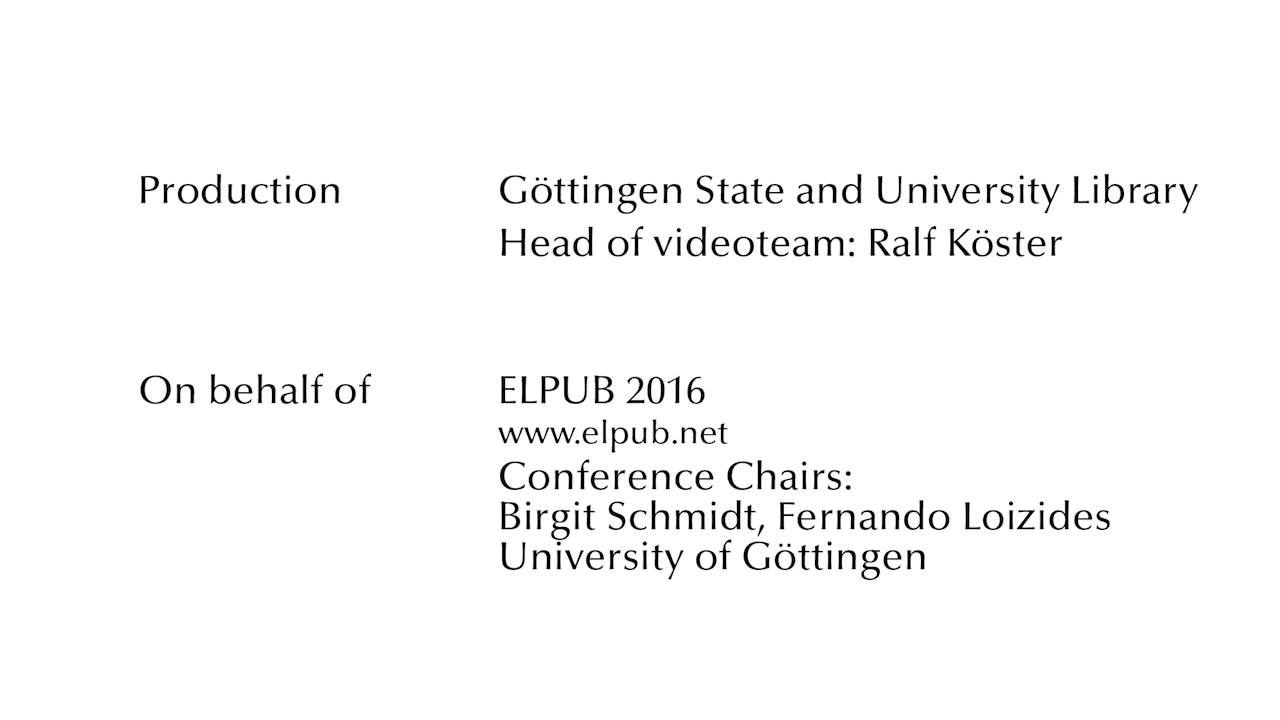 Production
Göttingen State and University Library
Head of videoteam: Ralf Köster
On behalf of
ELPUB 2016
www.elpub.net
Conference Chairs:
Birgit Schmidt, Fernando Loizides
University of Göttingen